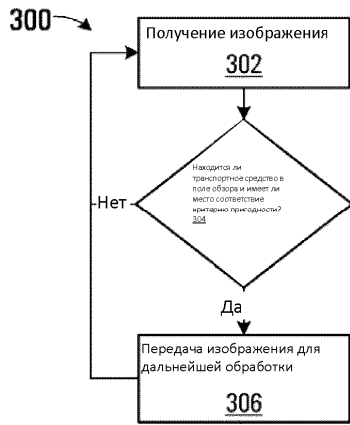 300
Получение изображения
302
Находится ли
транспортное средство в
поле обзора и имеет ли
место соответствие
критерию пригодности?
304
Нет
Да
Передача изображения для
дальнейшей обработки
306